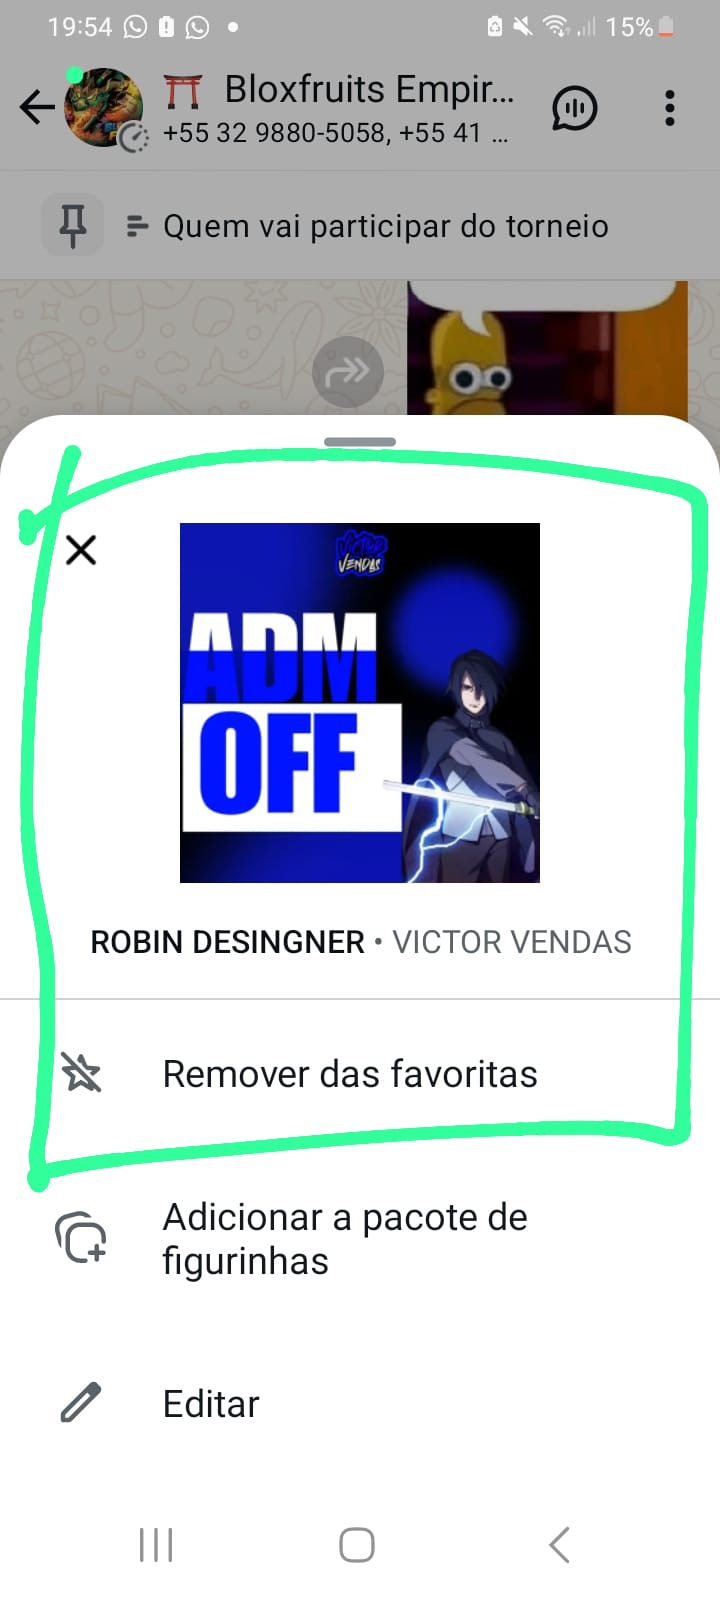 19:54 15%
Bloxfruits Empir...
+55 32 9880-5058, +55 41 ...
Quem vai participar do torneio
VICTOR
VENDAS
ADM
OFF
ROBIN DESINGNER • VICTOR VENDAS
Remover das favoritas
Adicionar a pacote de
figurinhas
Editar